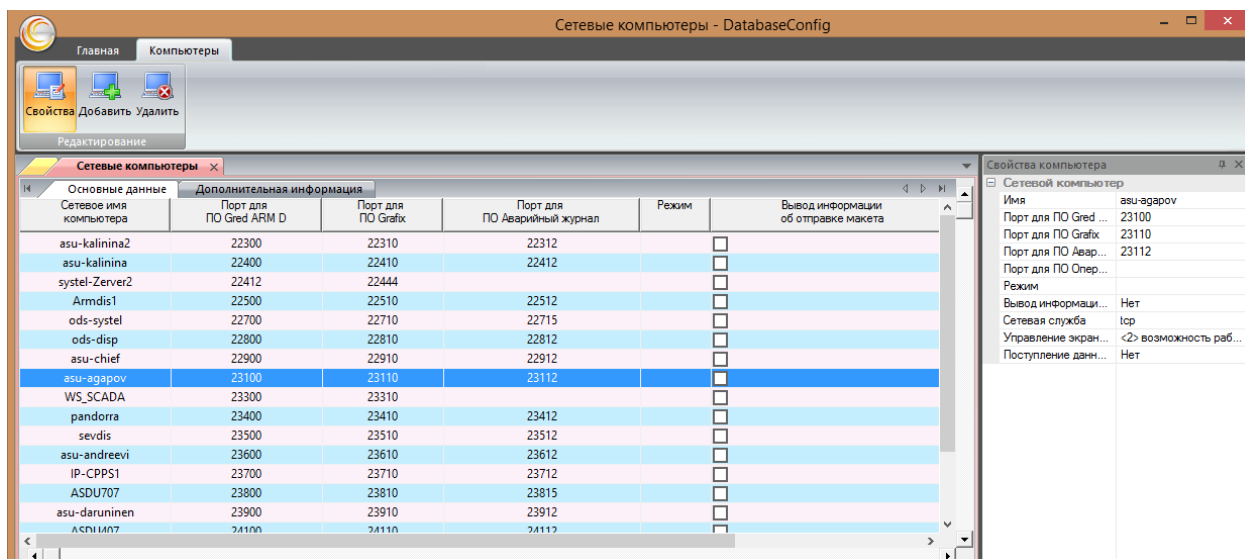 Сетевые компьютеры - DatabaseConfig
Главная Компьютеры
Свойства Добавить Удалить
Редактирование
Сетевые компьютеры
Основные данные Дополнительная информация
Сетевое имя компьютера Порт для ПО Gred ARM D Порт для ПО Grafix Порт для ПО Аварийный журнал Режим Вывод информации об отправке макета
asu-kalinina2 22300 22310 22312
asu-kalinina 22400 22410 22412
systel-Zerver2 22412 22444
Armdis1 22500 22510 22512
ods-systel 22700 22710 22715
ods-disp 22800 22810 22812
asu-chief 22900 22910 22912
asu-agapov 23100 23110 23112
WS_SCADA 23300 23310
pandorra 23400 23410 23412
sevdis 23500 23510 23512
asu-andreevi 23600 23610 23612
IP-CPPS1 23700 23710 23712
ASDU707 23800 23810 23815
asu-daruninen 23900 23910 23912
ASDU407 24100 24110 24112
Свойства компьютера
Сетевой компьютер
Имя asu-agapov
Порт для ПО Gred ... 23100
Порт для ПО Grafix 23110
Порт для ПО Авар... 23112
Порт для ПО Опер...
Режим
Вывод информаци... Нет
Сетевая служба tcp
Управление экран... <2> возможность раб...
Поступление данн... Нет